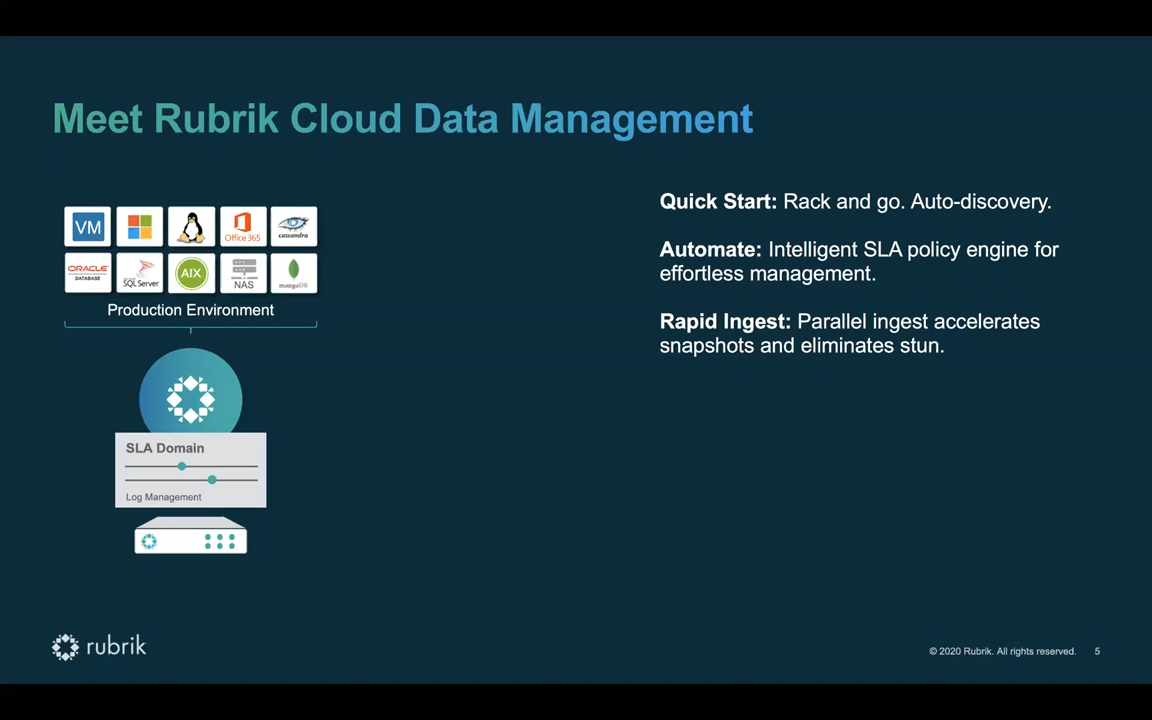 Meet Rubrik Cloud Data Management
VM
Office 365
cassandra
ORACLE
DATABASE
SQL Server
AIX
NAS
mongoDB
Production Environment
SLA Domain
Log Management
Quick Start: Rack and go. Auto-discovery.
Automate: Intelligent SLA policy engine for
effortless management.
Rapid Ingest: Parallel ingest accelerates
snapshots and eliminates stun.
rubrik
© 2020 Rubrik. All rights reserved. 5